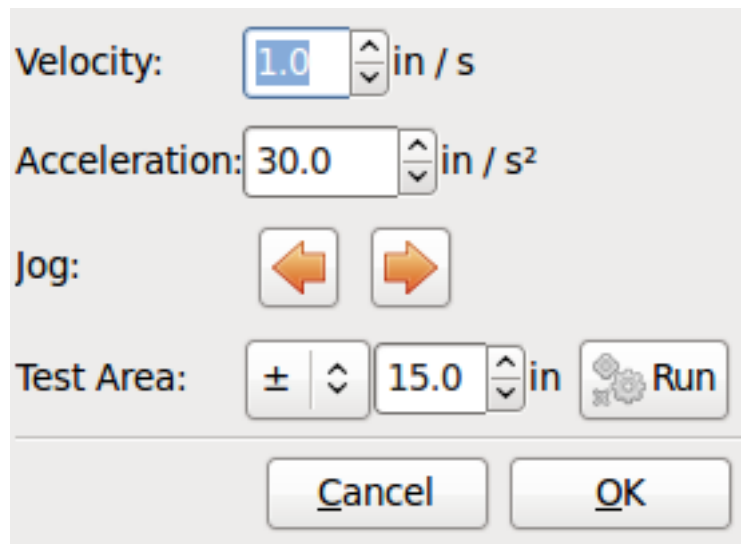 Velocity: 1.0 in / s
Acceleration: 30.0 in / s²
Jog:
Test Area: ± 15.0 in Run
Cancel OK